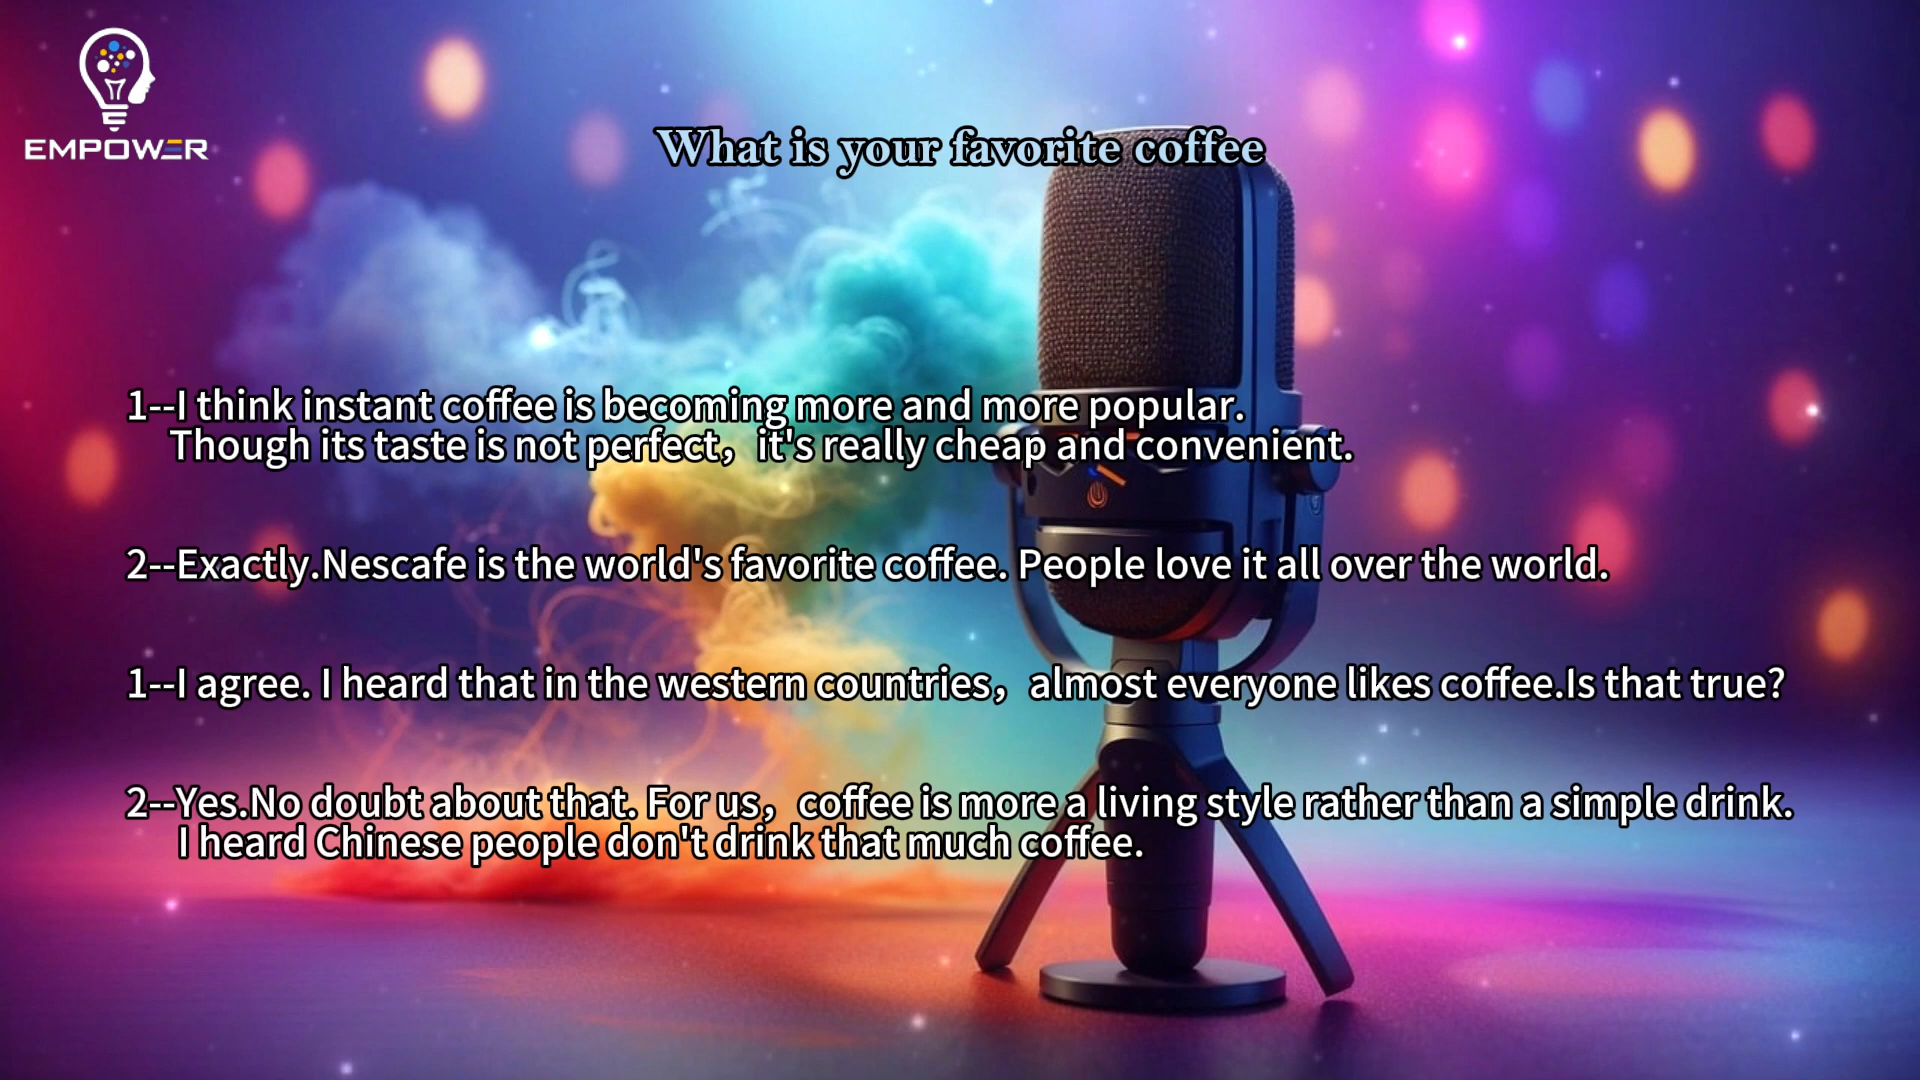 EMPOWER
What is your favorite coffee
1--I think instant coffee is becoming more and more popular.
Though its taste is not perfect，it's really cheap and convenient.
2--Exactly.Nescafe is the world's favorite coffee. People love it all over the world.
1--I agree. I heard that in the western countries，almost everyone likes coffee.Is that true?
2--Yes.No doubt about that. For us，coffee is more a living style rather than a simple drink.
I heard Chinese people don't drink that much coffee.